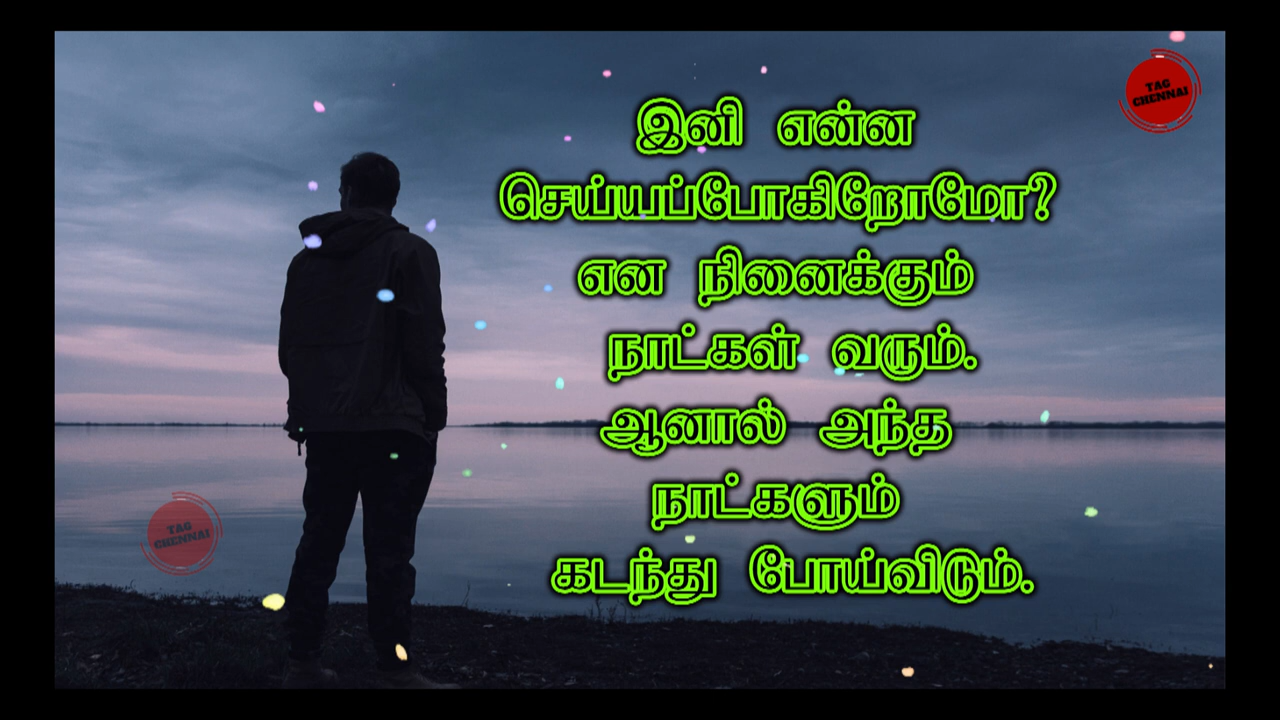 TAG
CHENNAI
இனி என்ன
செய்யப்போகிறோமோ?
என நினைக்கும்
நாட்கள் வரும்.
ஆனால் அந்த
நாட்களும்
கடந்து போய்விடும்.
TAG
CHENNAI